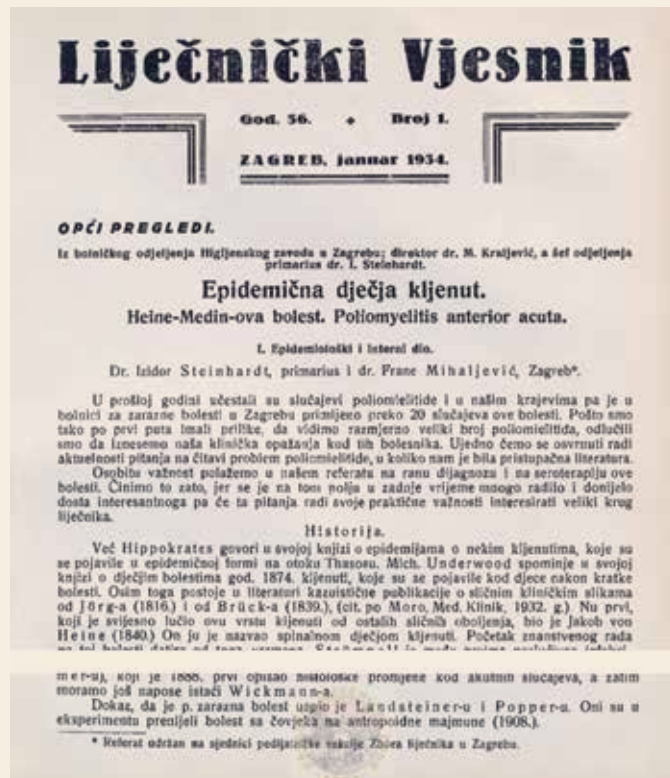 Liječnički Vjesnik
God. 56. ✦ Broj 1.
ZAGREB, januar 1934.
OPĆI PREGLEDI.
Iz bolničkog odjeljenja Higijenskog zavoda u Zagrebu; direktor dr. M. Kraljević, a šef odjeljenja
primarius dr. I. Steinhardt.
Epidemična dječja kljenut.
Heine-Medin-ova bolest. Poliomyelitis anterior acuta.
I. Epidemiološki i interni dio.
Dr. Izidor Steinhardt, primarius i dr. Frane Mihaljević, Zagreb*.
U prošloj godini učestali su slučajevi poliomielitide i u našim krajevima pa je u
bolnici za zarazne bolesti u Zagrebu primljeno preko 20 slučajeva ove bolesti. Pošto smo
tako po prvi puta imali prilike, da vidimo razmjerno veliki broj poliomielitida, odlučili
smo da iznesemo naša klinička opažanja kod tih bolesnika. Ujedno ćemo se osvrnuti radi
aktuelnosti pitanja na čitavi problem poliomielitide, u koliko nam je bila pristupačna literatura.
Osobitu važnost polažemo u našem referatu na ranu dijagnozu i na seroterapiju ove
bolesti. Činimo to zato, jer se je na tom polju u zadnje vrijeme mnogo radilo i donijelo
dosta interesantnoga pa će ta pitanja radi svoje praktične važnosti interesirati veliki krug
liječnika.
Historija.
Već Hippokrates govori u svojoj knjizi o epidemijama o nekim kljenutima, koje su
se pojavile u epidemičnoj formi na otoku Thasosu. Mich. Underwood spominje u svojoj
knjizi o dječjim bolestima god. 1874. kljenuti, koje su se pojavile kod djece nakon kratke
bolesti. Osim toga postoje u literaturi kazuistične publikacije o sličnim kliničkim slikama
od Jörg-a (1816.) i od Brück-a (1839.), (cit. po Moro, Med. Klinik, 1932. g.) Nu prvi,
koji je svijesno lučio ovu vrstu kljenuti od ostalih sličnih oboljenja, bio je Jakob von
Heine (1840.) On ju je nazvao spinalnom dječjom kljenuti. Početak znanstvenog rada
mer-u), koji je 1888. prvi opisao histološke promjene kod akutnih slučajeva, a zatim
moramo još napose istaći Wickmann-a.
Dokaz, da je p. zarazna bolest uspio je Landsteiner-u i Popper-u. Oni su u
eksperimentu prenijeli bolest sa čovjeka na antropoidne majmune (1908.).
* Referat održan na sjednici pedijatričke sekcije Zbora liječnika u Zagrebu.